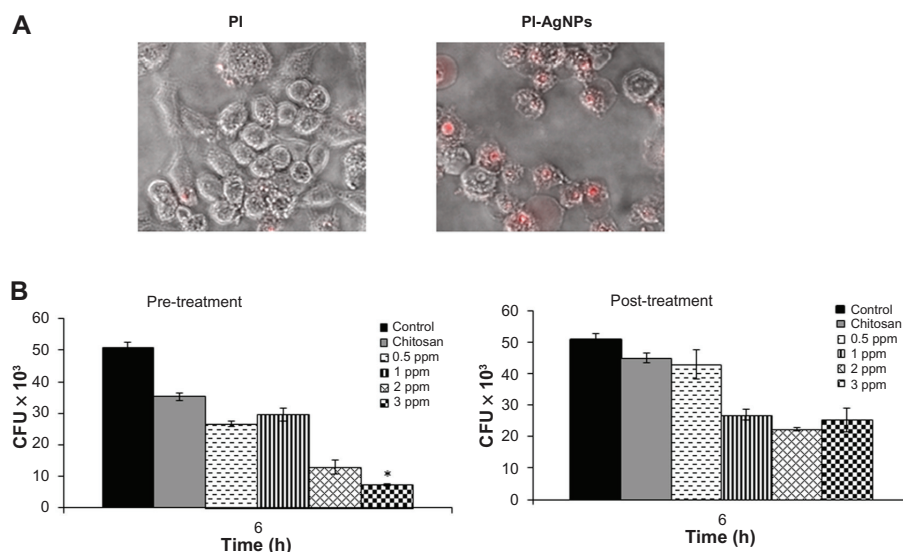 A
PI
PI-AgNPs
B
Pre-treatment
CFU × 10³
60
50
40
30
20
10
0
Control
Chitosan
0.5 ppm
1 ppm
2 ppm
3 ppm
*
6
Time (h)
Post-treatment
CFU × 10³
60
50
40
30
20
10
0
Control
Chitosan
0.5 ppm
1 ppm
2 ppm
3 ppm
6
Time (h)